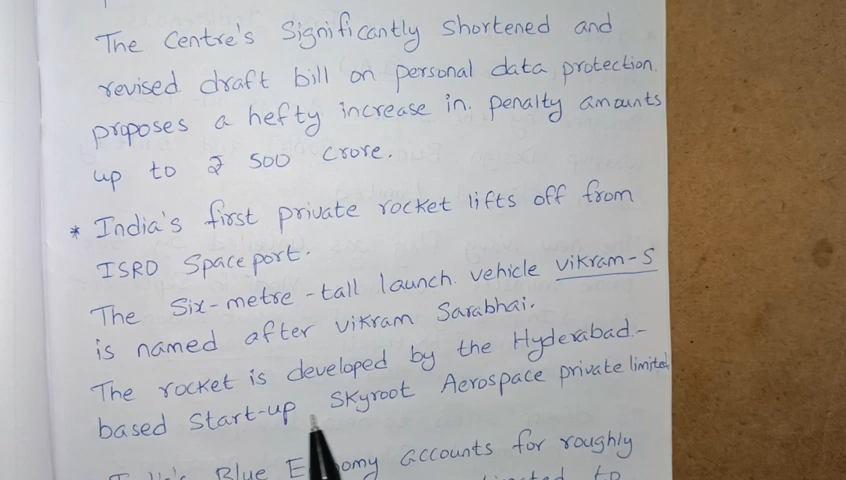 The Centre's Significantly Shortened and
revised draft bill on personal data protection
proposes a hefty increase in penalty amounts
up to ₹ 500 crore.
* India's first private rocket lifts off from
ISRO Spaceport.
The Six-metre-tall launch vehicle Vikram-S
is named after Vikram Sarabhai.
The rocket is developed by the Hyderabad-
based Start-up Skyroot Aerospace private limited
Blue accounts for roughly
to